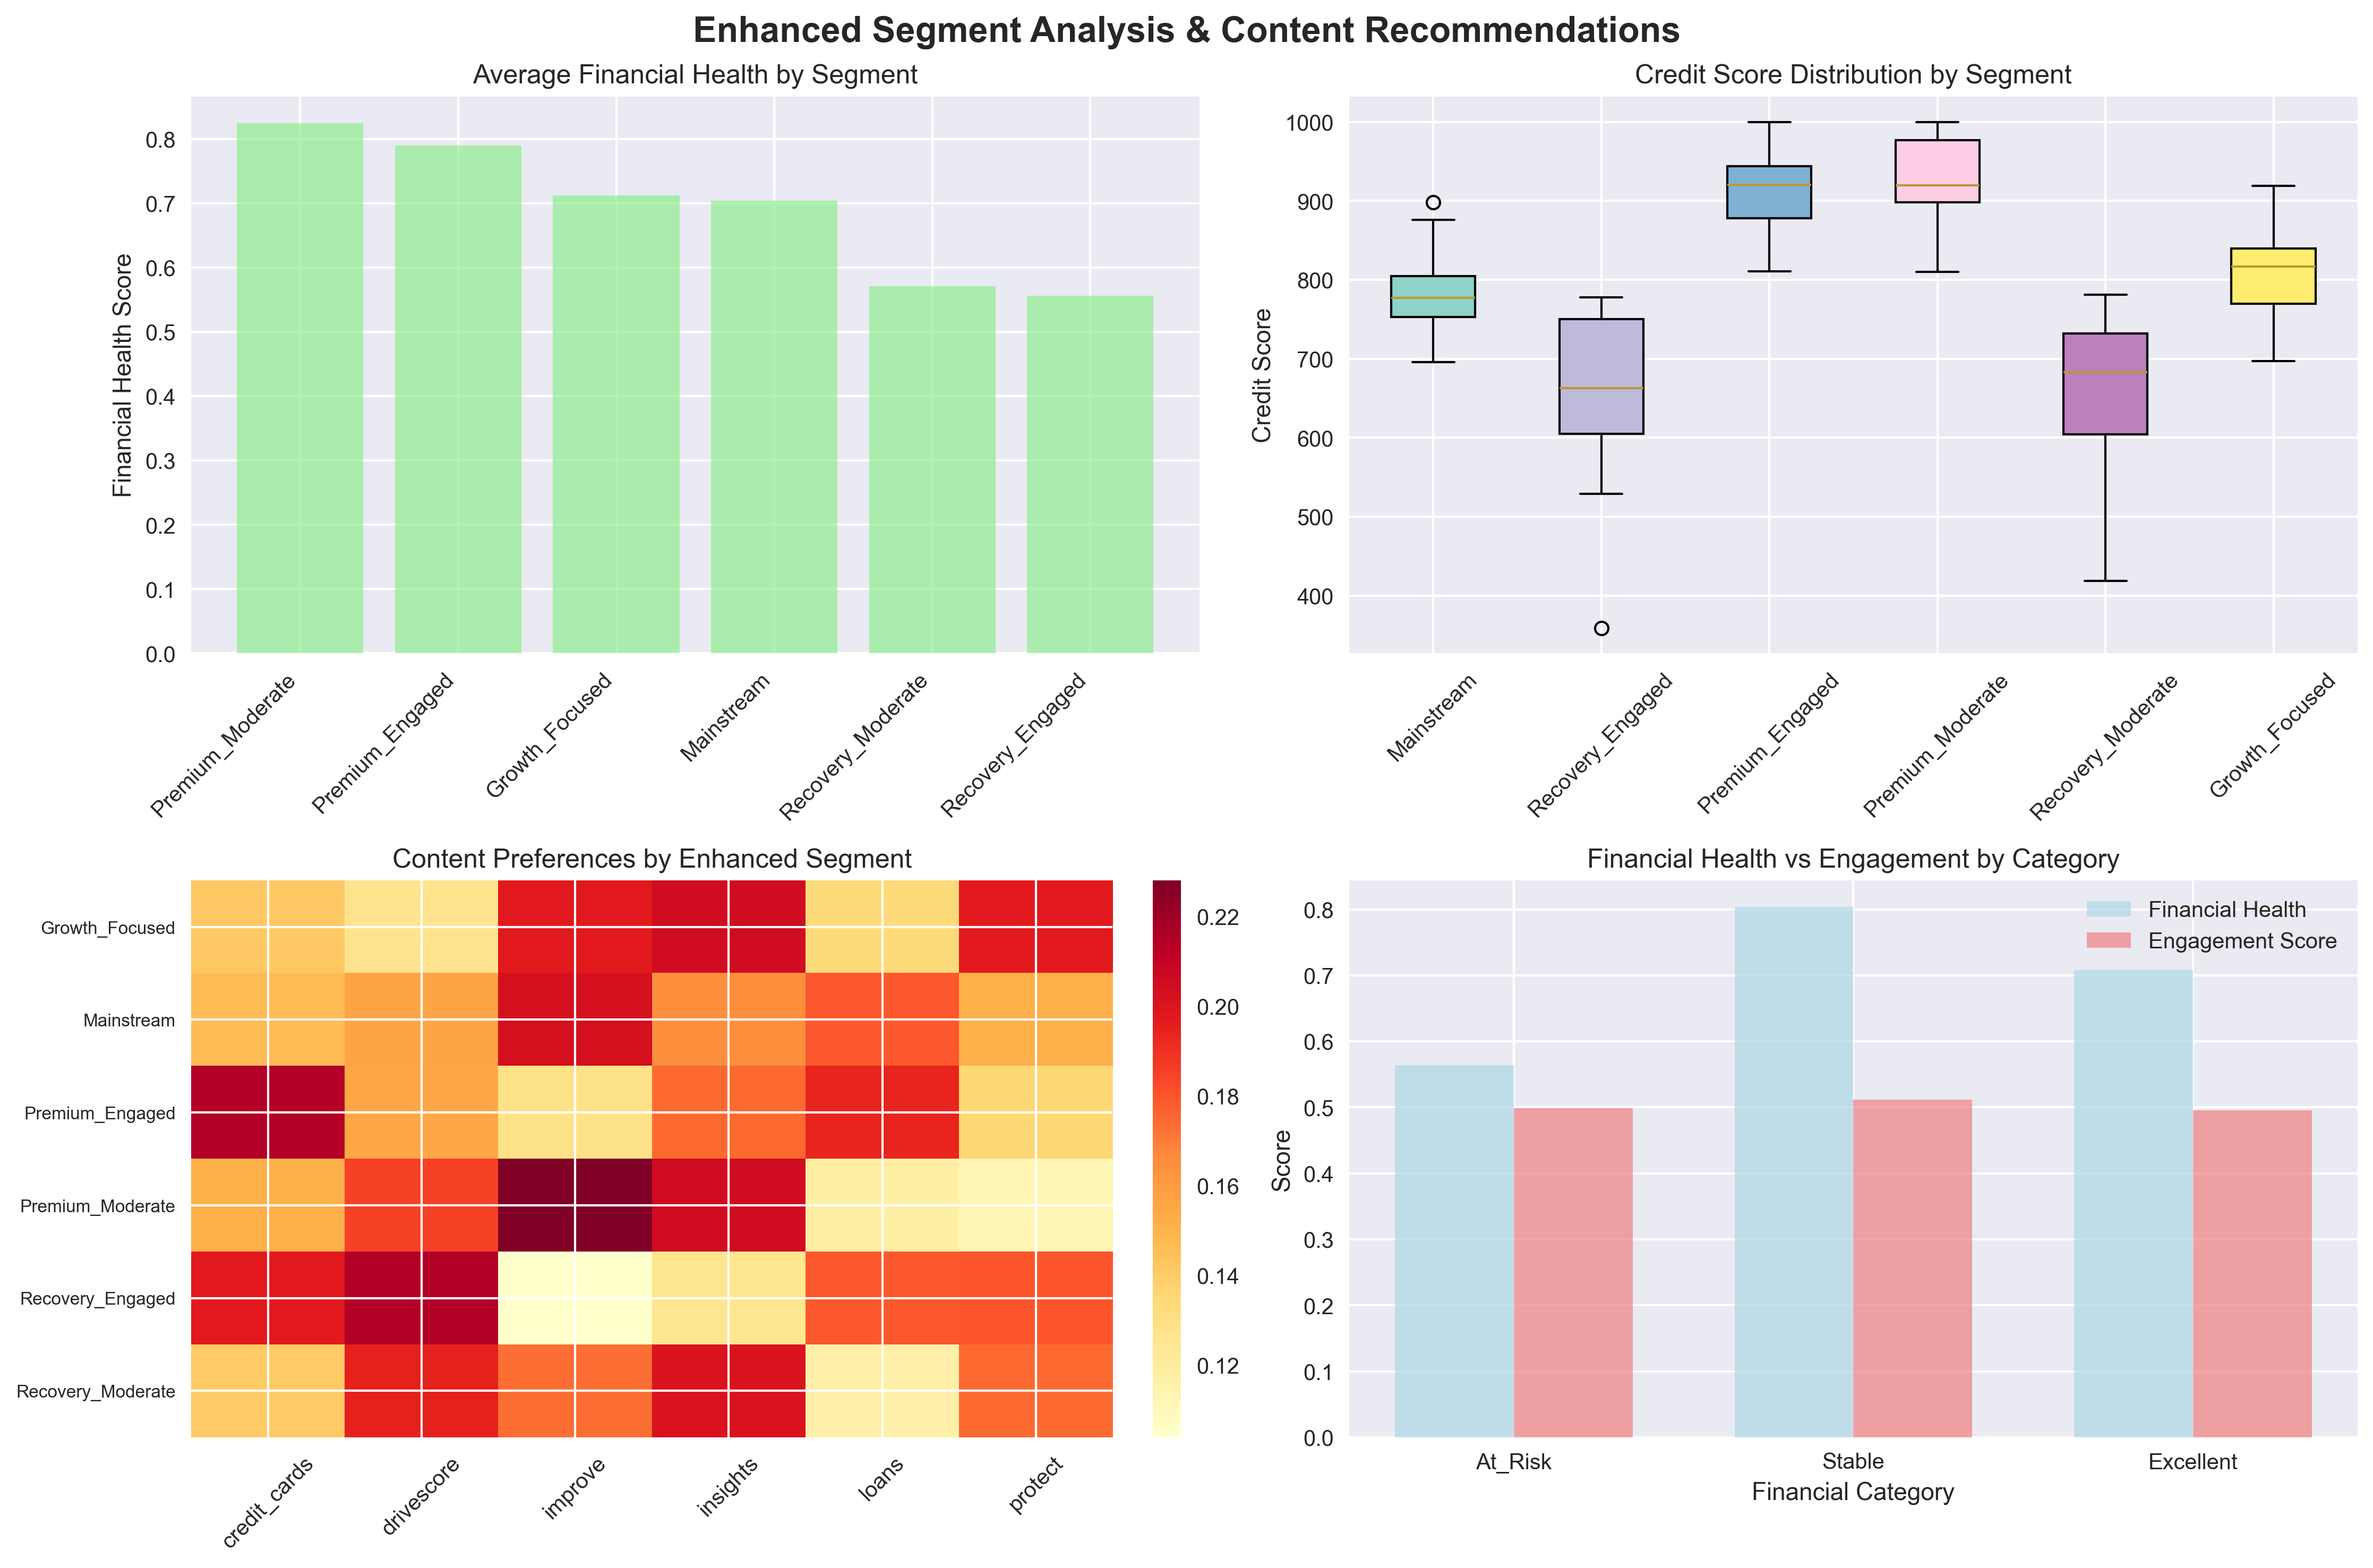 Enhanced Segment Analysis & Content Recommendations
Average Financial Health by Segment
Financial Health Score
0.8
0.7
0.6
0.5
0.4
0.3
0.2
0.1
0.0
Premium_Moderate
Premium_Engaged
Growth_Focused
Mainstream
Recovery_Moderate
Recovery_Engaged
Credit Score Distribution by Segment
Credit Score
1000
900
800
700
600
500
400
Mainstream
Recovery_Engaged
Premium_Engaged
Premium_Moderate
Recovery_Moderate
Growth_Focused
Content Preferences by Enhanced Segment
Growth_Focused
Mainstream
Premium_Engaged
Premium_Moderate
Recovery_Engaged
Recovery_Moderate
credit_cards
drivescore
improve
insights
loans
protect
0.22
0.20
0.18
0.16
0.14
0.12
Financial Health vs Engagement by Category
Financial Health
Engagement Score
Score
0.8
0.7
0.6
0.5
0.4
0.3
0.2
0.1
0.0
At_Risk
Stable
Excellent
Financial Category